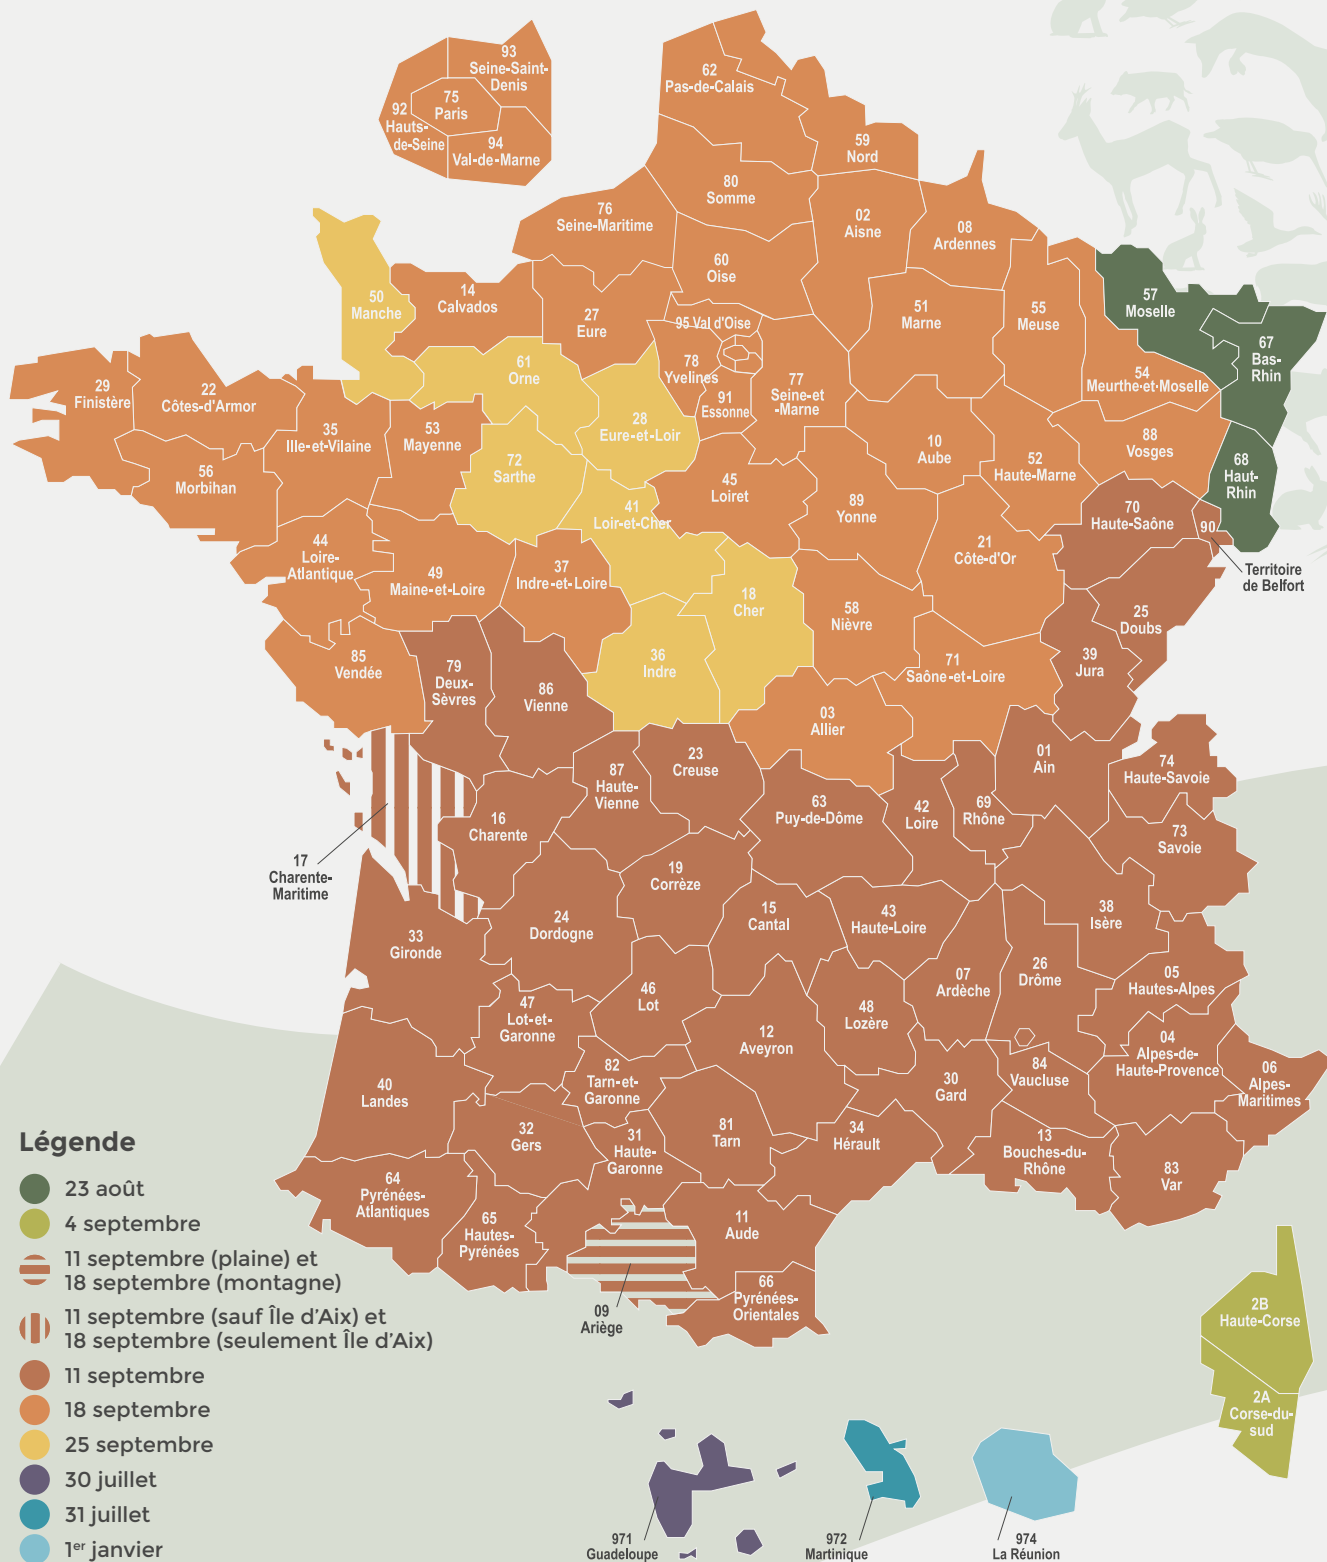 93
Seine-Saint-
Denis
75
Paris
92
Hauts-
de-Seine
94
Val-de-Marne
62
Pas-de-Calais
59
Nord
80
Somme
76
Seine-Maritime
02
Aisne
08
Ardennes
60
Oise
50
Manche
14
Calvados
27
Eure
95 Val d'Oise
51
Marne
55
Meuse
57
Moselle
67
Bas-
Rhin
29
Finistère
22
Côtes-d'Armor
61
Orne
78
Yvelines
91
Essonne
77
Seine-et
-Marne
54
Meurthe-et-Moselle
35
Ille-et-Vilaine
53
Mayenne
28
Eure-et-Loir
10
Aube
52
Haute-Marne
88
Vosges
68
Haut-
Rhin
56
Morbihan
72
Sarthe
45
Loiret
89
Yonne
41
Loir-et-Cher
70
Haute-Saône
90
Territoire
de Belfort
44
Loire-
Atlantique
49
Maine-et-Loire
37
Indre-et-Loire
18
Cher
58
Nièvre
21
Côte-d'Or
25
Doubs
85
Vendée
79
Deux-
Sèvres
86
Vienne
36
Indre
71
Saône-et-Loire
39
Jura
03
Allier
23
Creuse
87
Haute-
Vienne
63
Puy-de-Dôme
42
Loire
69
Rhône
01
Ain
74
Haute-Savoie
73
Savoie
17
Charente-
Maritime
16
Charente
19
Corrèze
15
Cantal
43
Haute-Loire
38
Isère
33
Gironde
24
Dordogne
46
Lot
48
Lozère
07
Ardèche
26
Drôme
05
Hautes-Alpes
47
Lot-et-
Garonne
12
Aveyron
04
Alpes-de-
Haute-Provence
06
Alpes-
Maritimes
40
Landes
82
Tarn-et-
Garonne
30
Gard
84
Vaucluse
32
Gers
31
Haute-
Garonne
81
Tarn
34
Hérault
13
Bouches-du-
Rhône
83
Var
64
Pyrénées-
Atlantiques
65
Hautes-
Pyrénées
11
Aude
09
Ariège
66
Pyrénées-
Orientales
2B
Haute-Corse
2A
Corse-du-
sud
971
Guadeloupe
972
Martinique
974
La Réunion
Légende
23 août
4 septembre
11 septembre (plaine) et
18 septembre (montagne)
11 septembre (sauf Île d'Aix) et
18 septembre (seulement Île d'Aix)
11 septembre
18 septembre
25 septembre
30 juillet
31 juillet
1er janvier